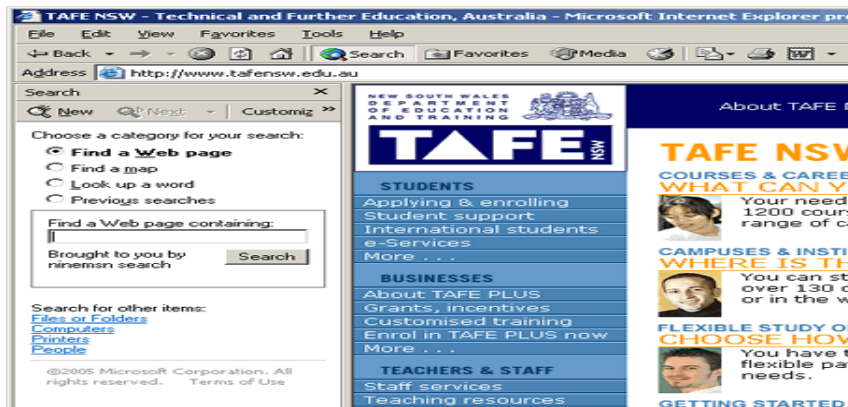 TAFE NSW - Technical and Further Education, Australia - Microsoft Internet Explorer
File Edit View Favorites Tools Help
Back Search Favorites Media
Address http://www.tafensw.edu.au
Search
New Next Customiz
Choose a category for your search:
Find a Web page
Find a map
Look up a word
Previous searches
Find a Web page containing:
Brought to you by
ninemsn search
Search
Search for other items:
Files or Folders
Computers
Printers
People
©2005 Microsoft Corporation. All
rights reserved. Terms of Use
NEW SOUTH WALES
DEPARTMENT
OF EDUCATION
AND TRAINING
TAFE NSW
STUDENTS
Applying & enrolling
Student support
International students
e-Services
More . . .
BUSINESSES
About TAFE PLUS
Grants, incentives
Customised training
Enrol in TAFE PLUS now
More . . .
TEACHERS & STAFF
Staff services
Teaching resources
About TAFE
TAFE NSW
COURSES & CAREE
WHAT CAN Y
Your need
1200 cours
range of c
CAMPUSES & INSTI
WHERE IS TH
You can st
over 130 c
or in the w
FLEXIBLE STUDY O
CHOOSE HOW
You have t
flexible pa
needs.
GETTING STARTED